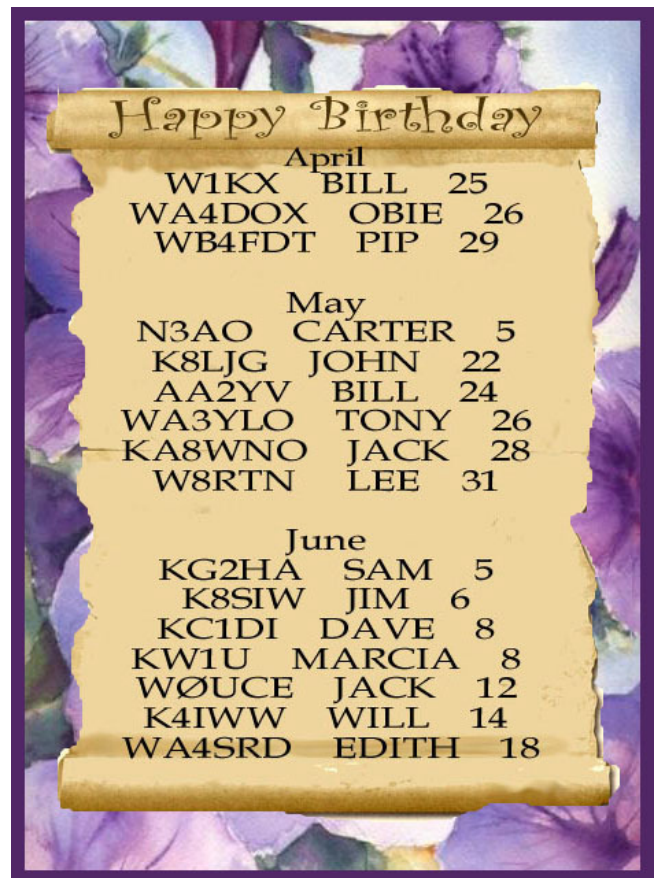 Happy Birthday
April
W1KX BILL 25
WA4DOX OBIE 26
WB4FDT PIP 29
May
N3AO CARTER 5
K8LJG JOHN 22
AA2YV BILL 24
WA3YLO TONY 26
KA8WNO JACK 28
W8RTN LEE 31
June
KG2HA SAM 5
K8SIW JIM 6
KC1DI DAVE 8
KW1U MARCIA 8
WØUCE JACK 12
K4IWW WILL 14
WA4SRD EDITH 18